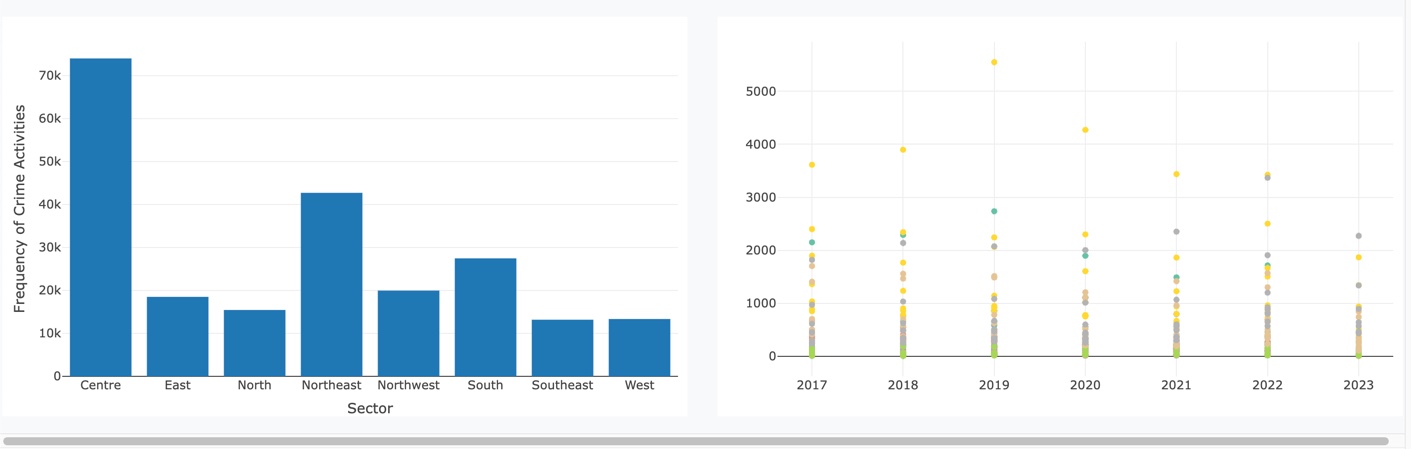 70k
60k
50k
40k
30k
20k
10k
0
Frequency of Crime Activities
Centre East North Northeast Northwest South Southeast West
Sector
5000
4000
3000
2000
1000
0
2017 2018 2019 2020 2021 2022 2023